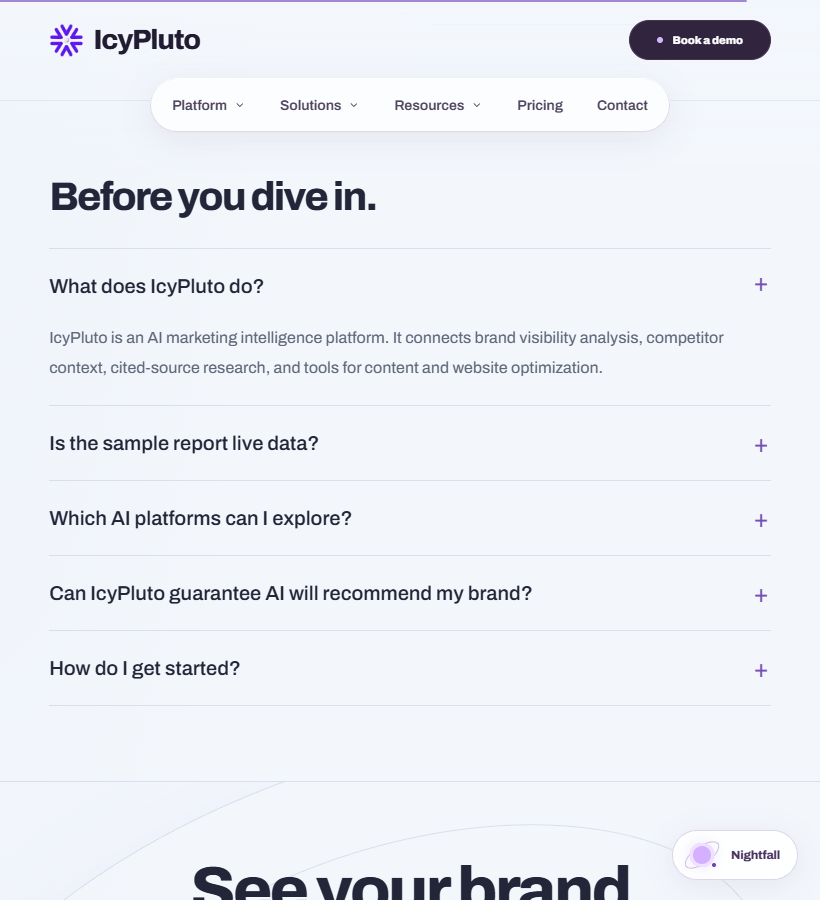 IcyPluto
Book a demo
Platform
Solutions
Resources
Pricing
Contact
Before you dive in.
What does IcyPluto do?
IcyPluto is an AI marketing intelligence platform. It connects brand visibility analysis, competitor
context, cited-source research, and tools for content and website optimization.
Is the sample report live data?
Which AI platforms can I explore?
Can IcyPluto guarantee AI will recommend my brand?
How do I get started?
Nightfall
See your brand